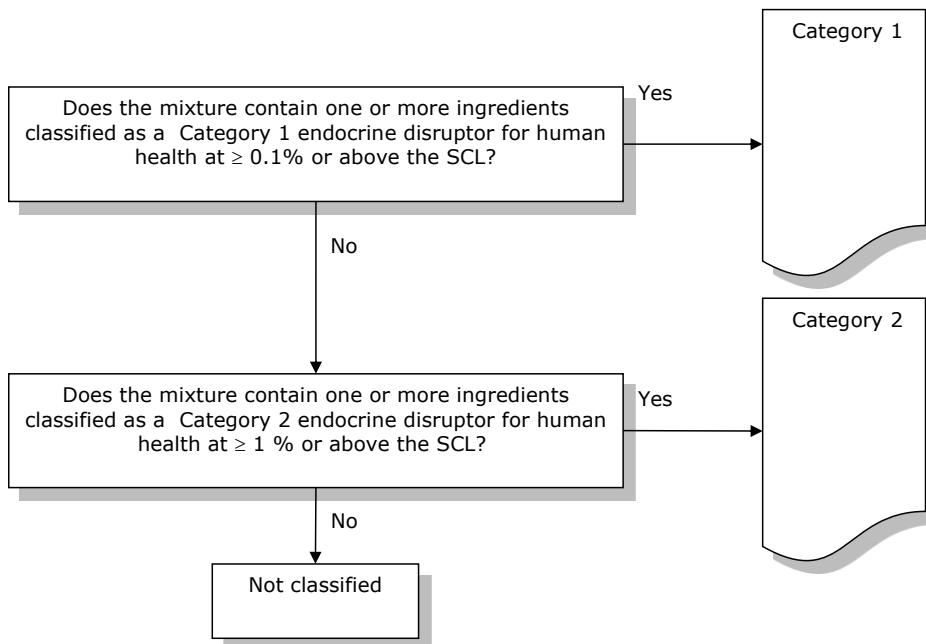 Category 1
Does the mixture contain one or more ingredients
classified as a  Category 1 endocrine disruptor for human
health at ≥ 0.1% or above the SCL?
Yes
No
Category 2
Does the mixture contain one or more ingredients
classified as a  Category 2 endocrine disruptor for human
health at ≥ 1 % or above the SCL?
Yes
No
Not classified